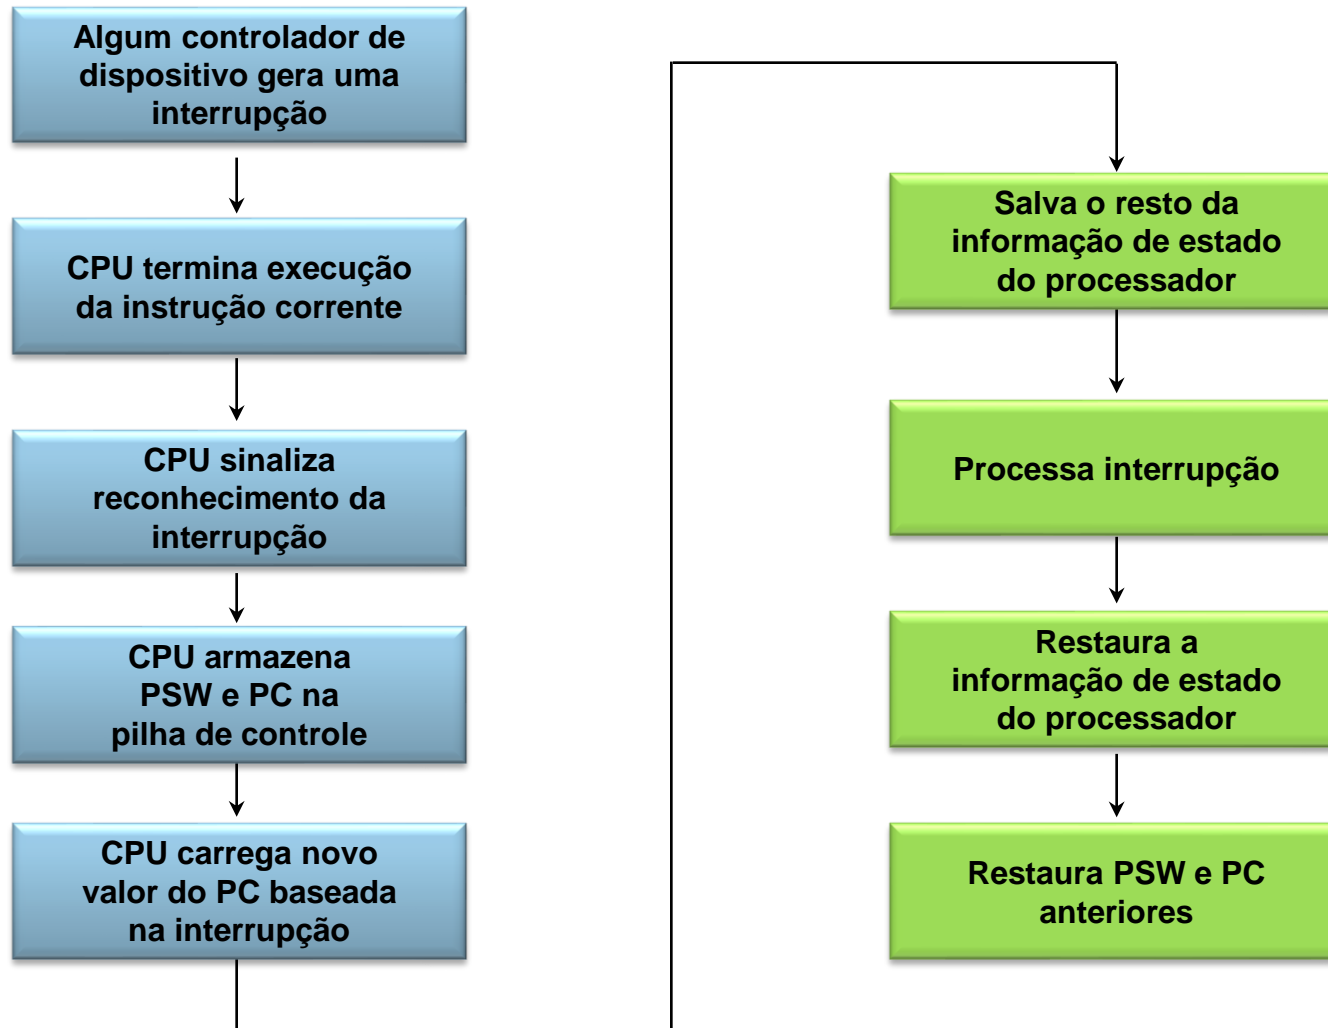 Algum controlador de
dispositivo gera uma
interrupção
CPU termina execução
da instrução corrente
CPU sinaliza
reconhecimento da
interrupção
CPU armazena
PSW e PC na
pilha de controle
CPU carrega novo
valor do PC baseada
na interrupção
Salva o resto da
informação de estado
do processador
Processa interrupção
Restaura a
informação de estado
do processador
Restaura PSW e PC
anteriores